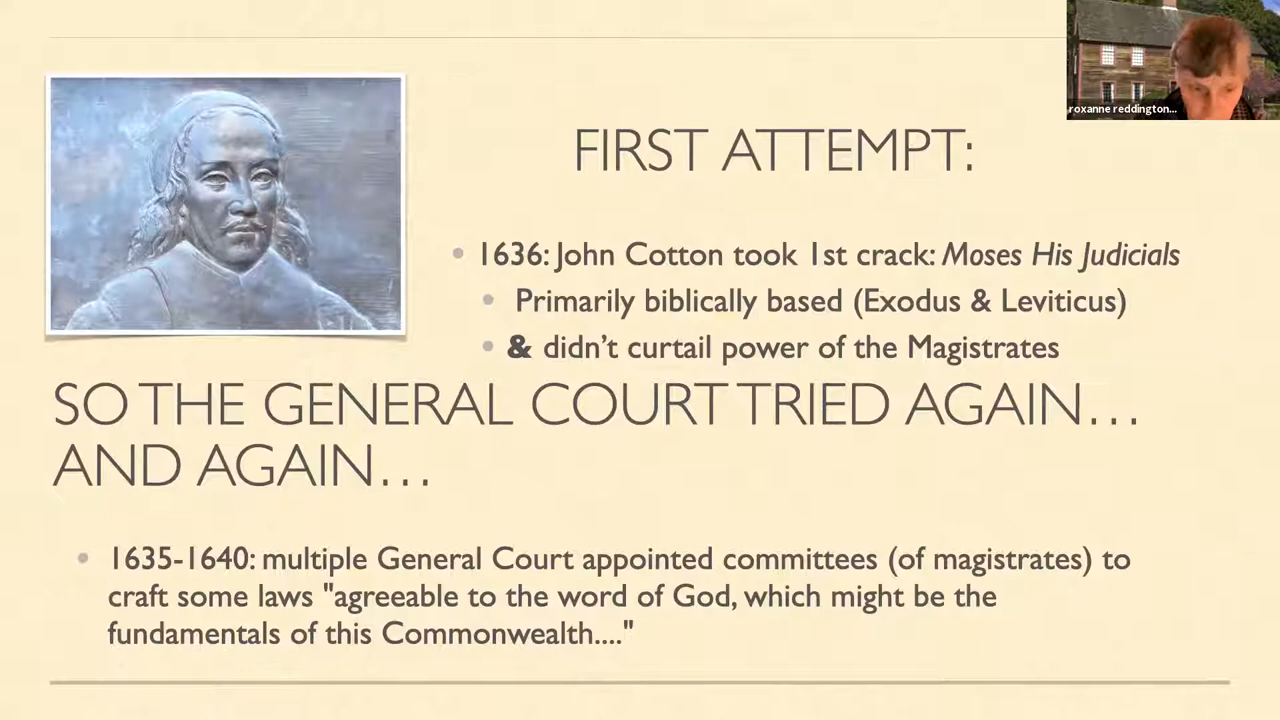 roxanne reddington...
FIRST ATTEMPT:
• 1636: John Cotton took 1st crack: Moses His Judicials
• Primarily biblically based (Exodus & Leviticus)
• & didn’t curtail power of the Magistrates
SO THE GENERAL COURT TRIED AGAIN…
AND AGAIN…
• 1635-1640: multiple General Court appointed committees (of magistrates) to
craft some laws "agreeable to the word of God, which might be the
fundamentals of this Commonwealth...."